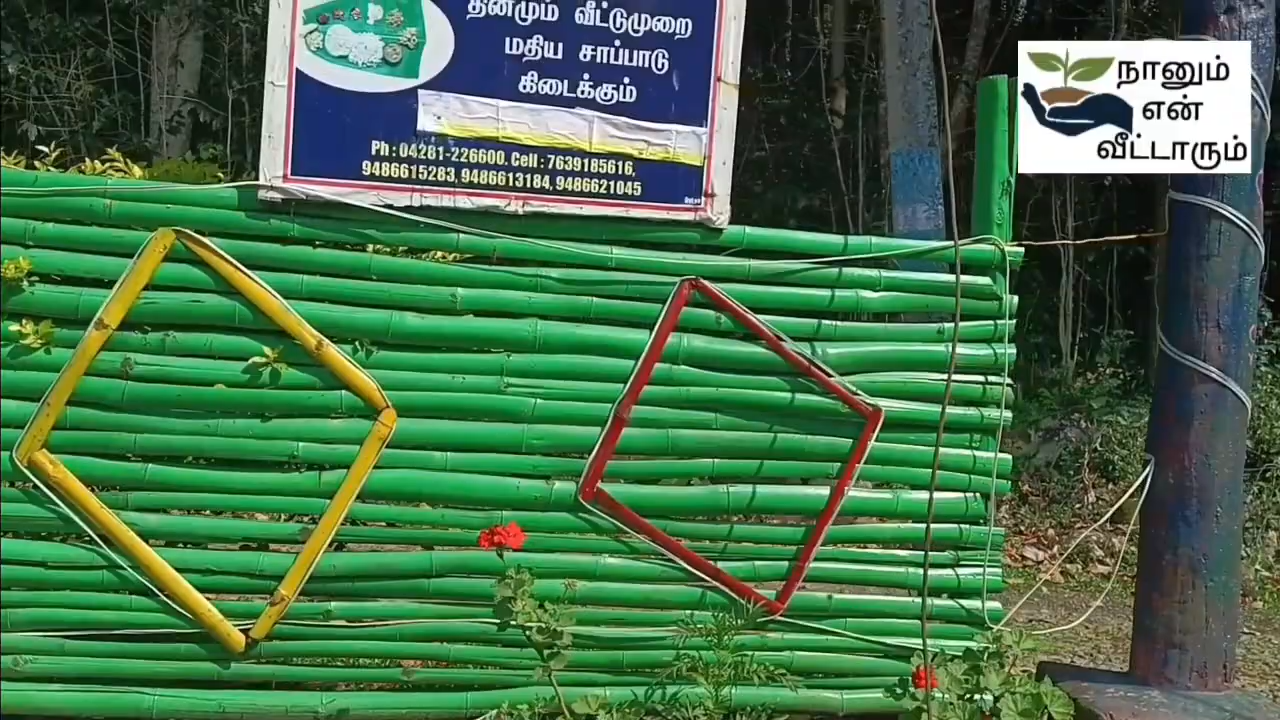 தினமும் வீட்டுமுறை
மதிய சாப்பாடு
கிடைக்கும்
Ph : 04281-226600. Cell : 7639185616,
9486615283, 9486613184, 9486621045
நானும்
என்
வீட்டாரும்